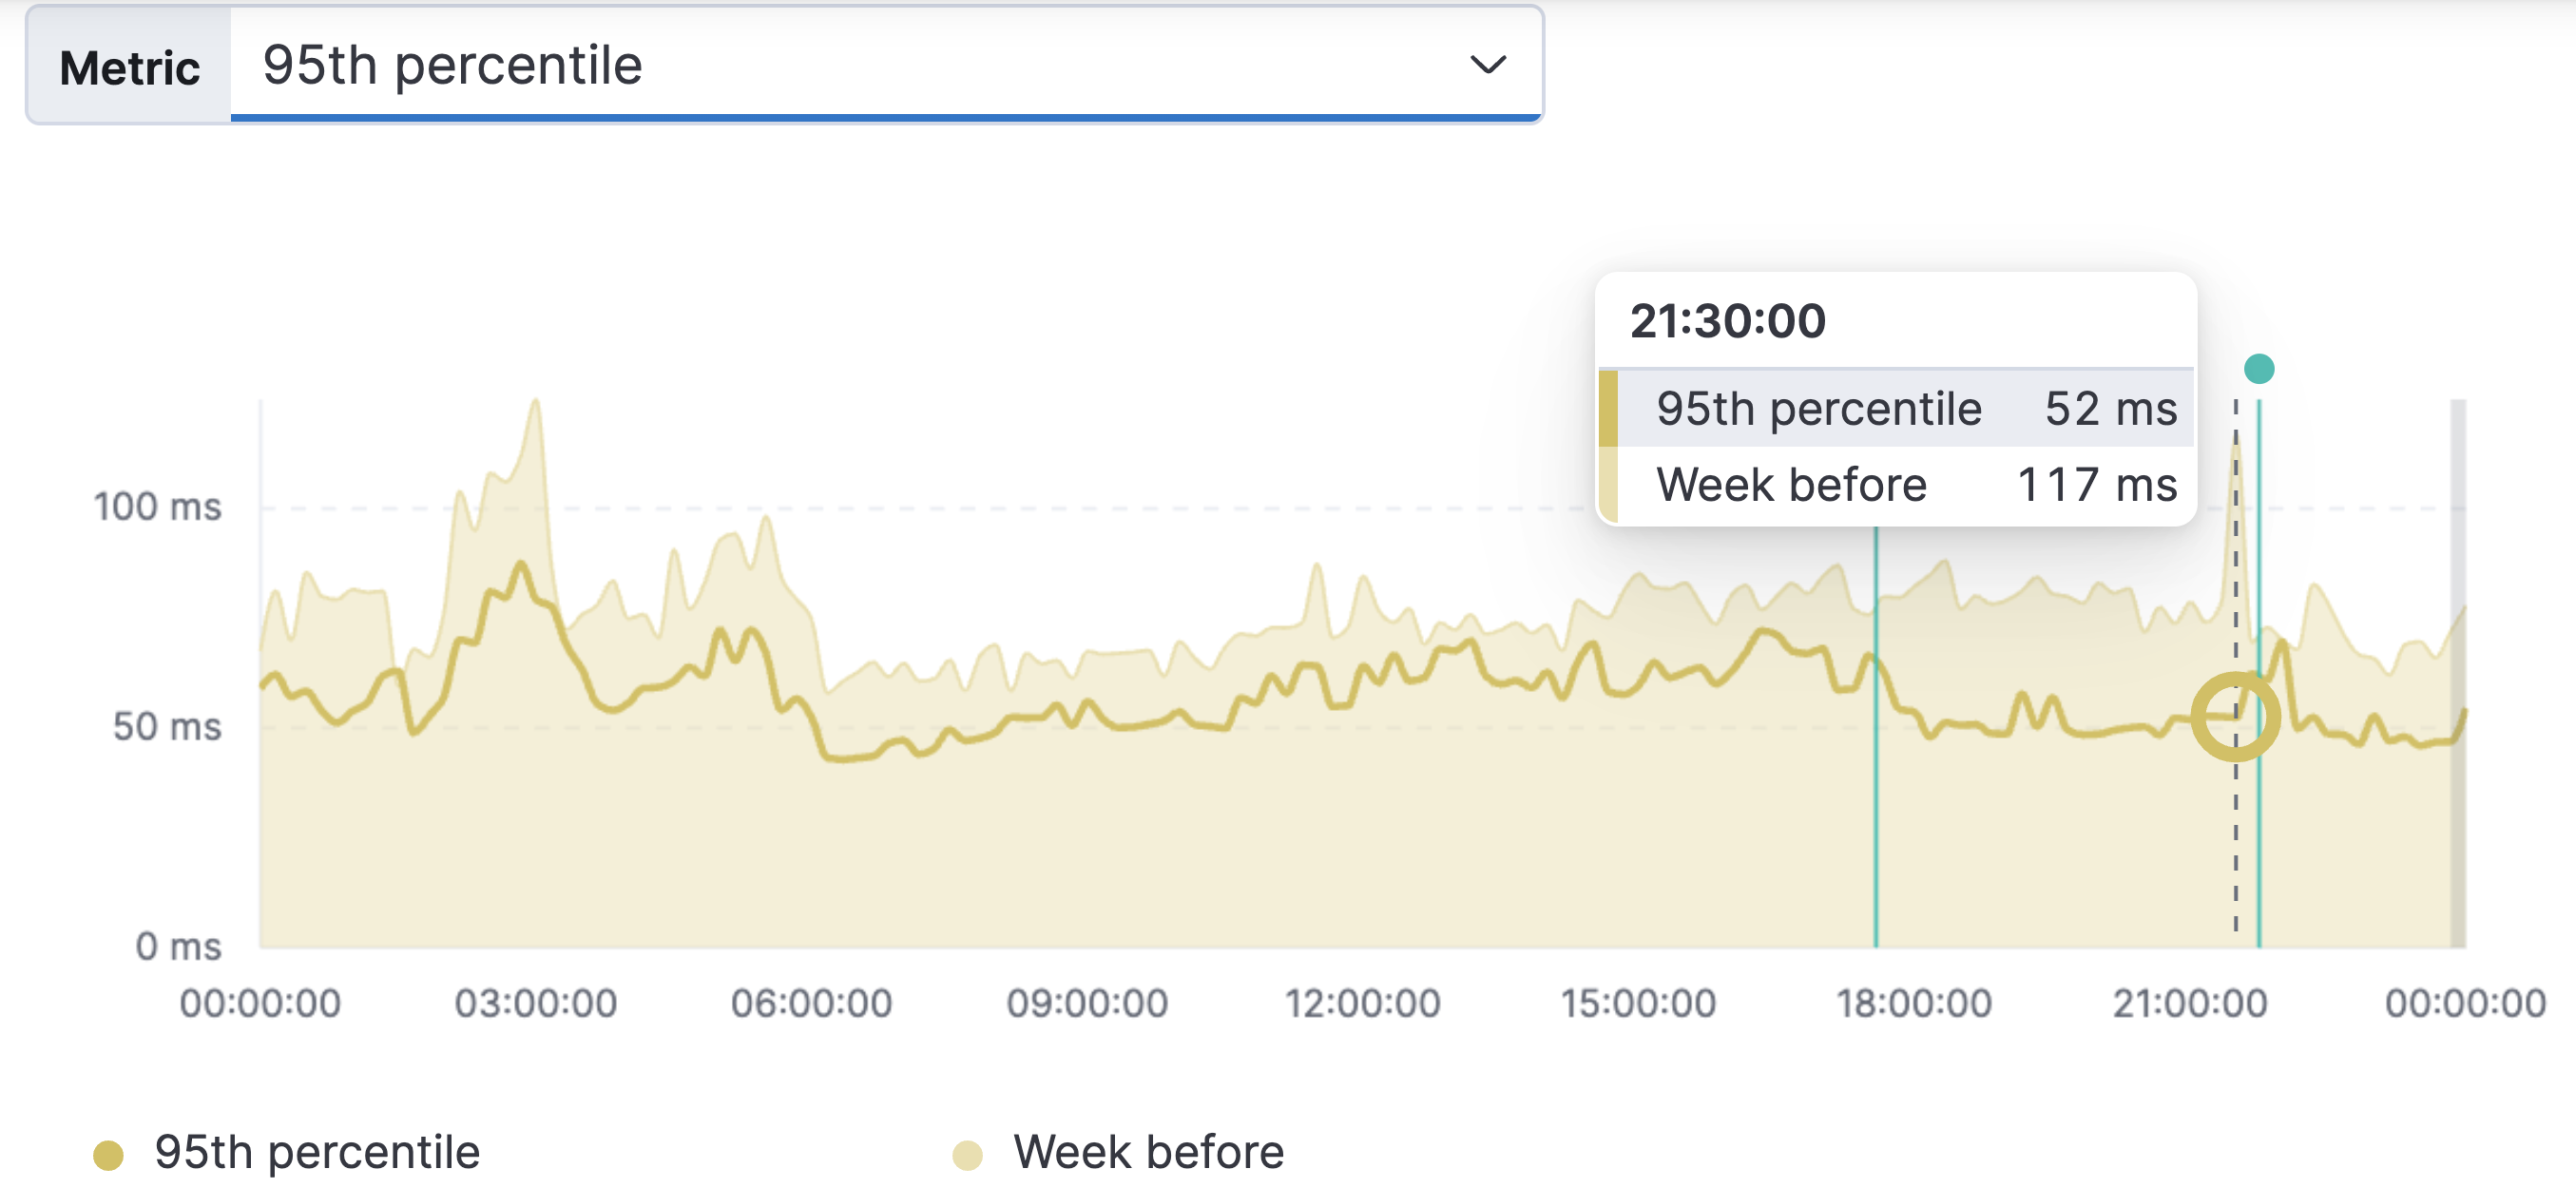 Metric 95th percentile
21:30:00
95th percentile 52 ms
Week before 117 ms
100 ms
50 ms
0 ms
00:00:00 03:00:00 06:00:00 09:00:00 12:00:00 15:00:00 18:00:00 21:00:00 00:00:00
95th percentile Week before